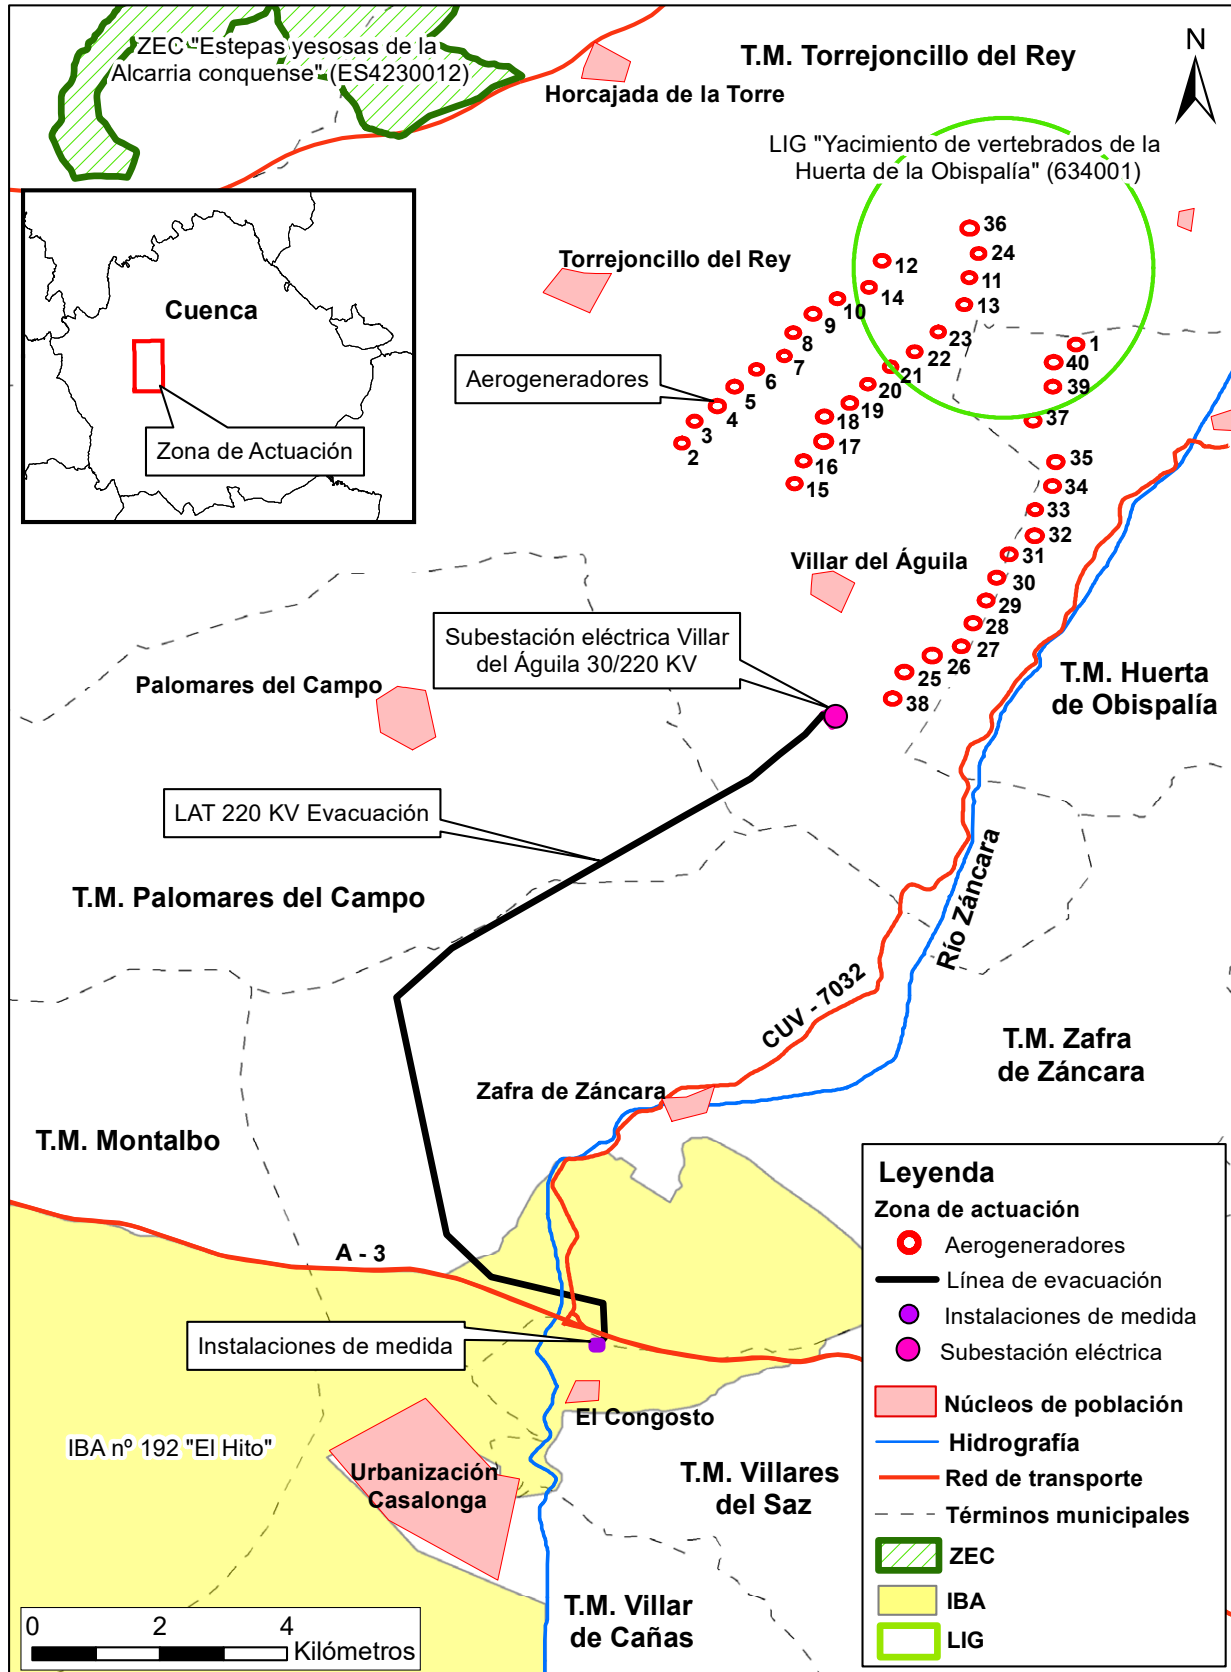 ZEC "Estepas yesosas de la
Alcarria conquense" (ES4230012)
T.M. Torrejoncillo del Rey
N
Horcajada de la Torre
LIG "Yacimiento de vertebrados de la
Huerta de la Obispalía" (634001)
Cuenca
Zona de Actuación
Torrejoncillo del Rey
Aerogeneradores
36
24
12
11
14
13
10
9
23
8
22
1
7
40
21
6
39
20
5
19
4
37
18
3
17
2
35
16
34
15
33
32
31
Villar del Águila
30
29
28
27
26
25
38
Subestación eléctrica Villar
del Águila 30/220 KV
T.M. Huerta
de Obispalía
Palomares del Campo
LAT 220 KV Evacuación
T.M. Palomares del Campo
Río Záncara
CUV - 7032
T.M. Zafra
de Záncara
Zafra de Záncara
T.M. Montalbo
A - 3
Instalaciones de medida
El Congosto
IBA nº 192 "El Hito"
Urbanización
Casalonga
T.M. Villares
del Saz
T.M. Villar
de Cañas
0 2 4
Kilómetros
Leyenda
Zona de actuación
Aerogeneradores
Línea de evacuación
Instalaciones de medida
Subestación eléctrica
Núcleos de población
Hidrografía
Red de transporte
Términos municipales
ZEC
IBA
LIG